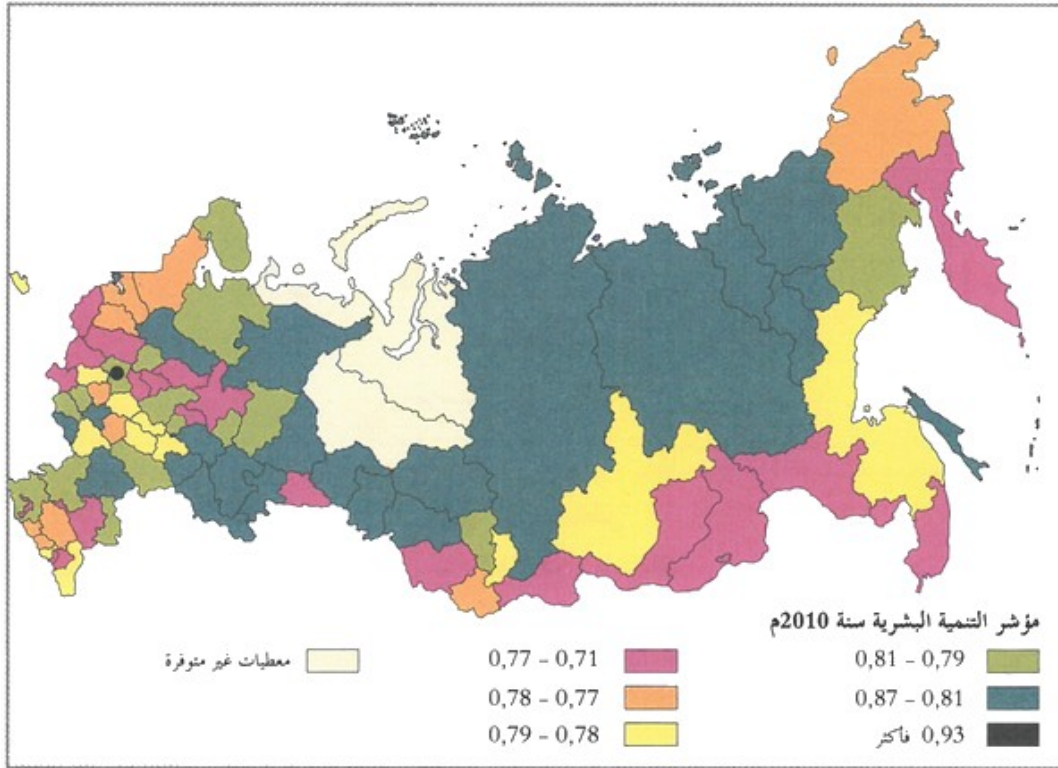 مؤشر التنمية البشرية سنة 2010م
0,81 – 0,79
0,87 – 0,81
0,93 فأكثر
0,77 – 0,71
0,78 – 0,77
0,79 – 0,78
معطيات غير متوفرة